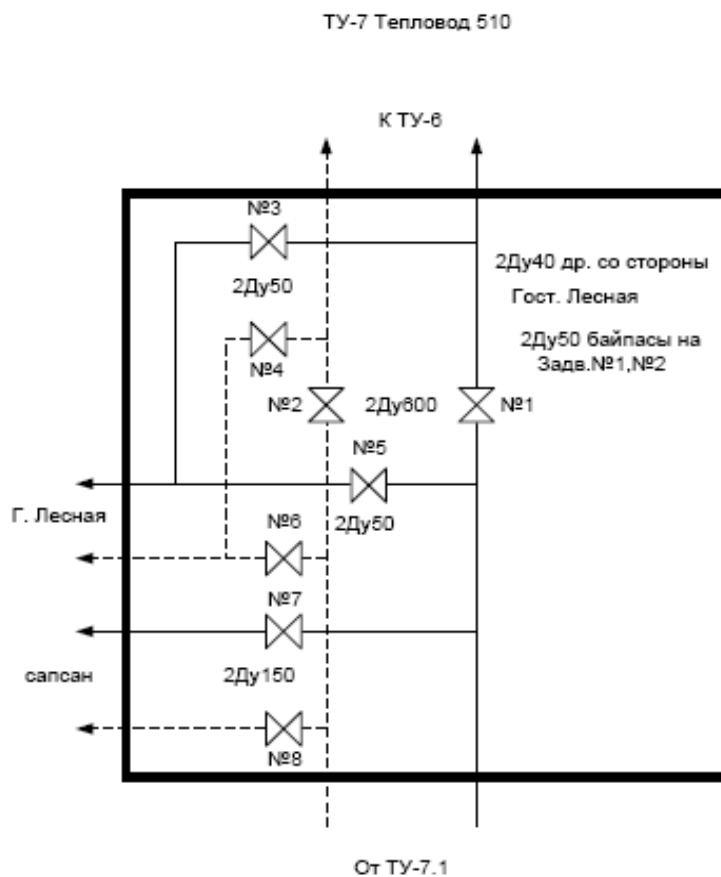 ТУ-7 Тепловод 510
К ТУ-6
№3
2Ду40 др. со стороны
Гост. Лесная
2Ду50
2Ду50 байпасы на
Задв.№1,№2
№4
№2
2Ду600
№1
№5
Г. Лесная
№6
2Ду50
№7
сапсан
2Ду150
№8
От ТУ-7.1